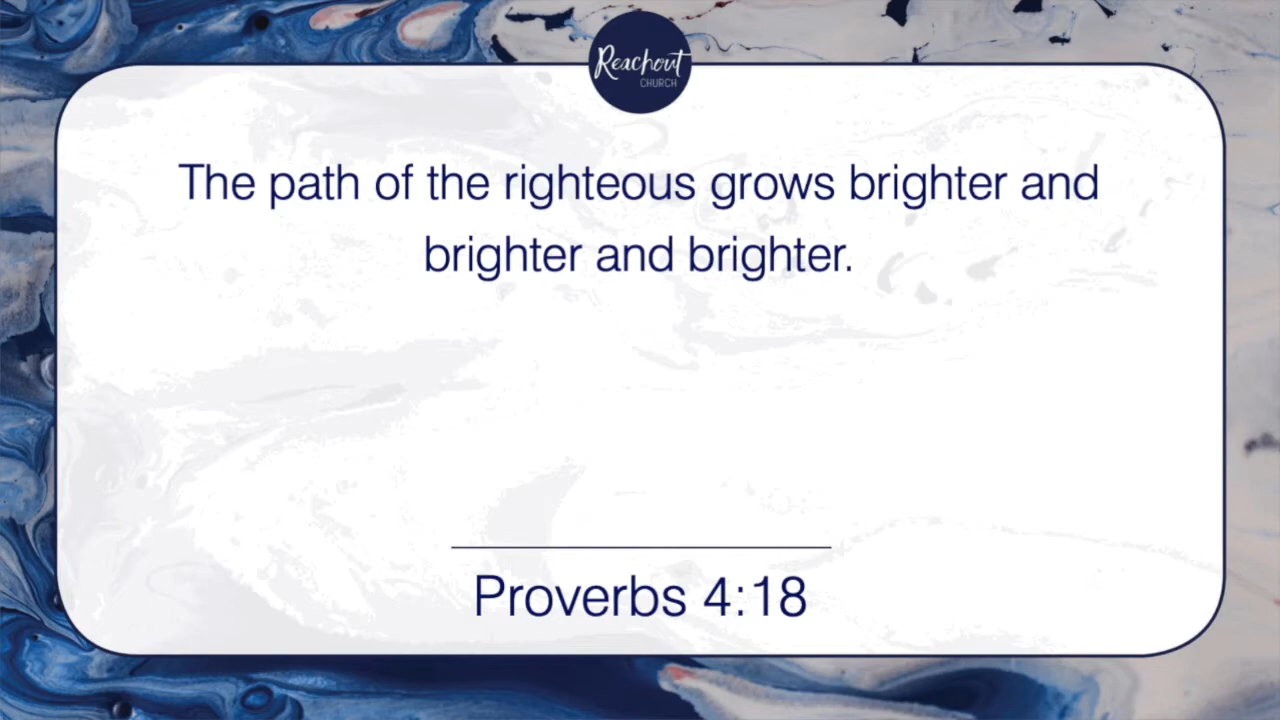 Reachout
CHURCH
The path of the righteous grows brighter and
brighter and brighter.
Proverbs 4:18